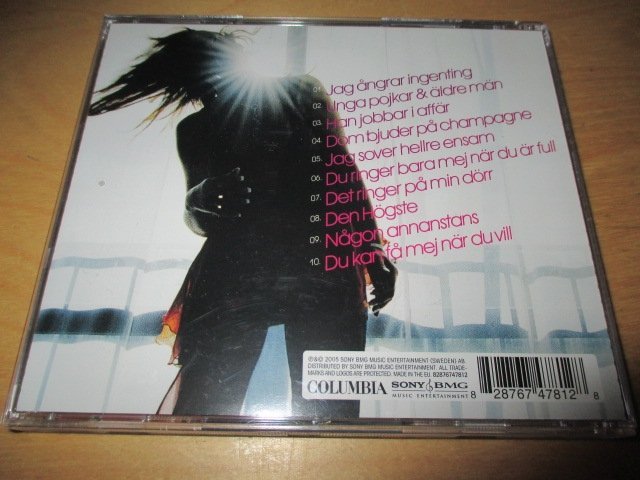 01. Jag ångrar ingenting
02. Unga pojkar & äldre män
03. Han jobbar i affär
04. Dom bjuder på champagne
05. Jag sover hellre ensam
06. Du ringer bara mej när du är full
07. Det ringer på min dörr
08. Den Högste
09. Någon annanstans
10. Du kan få mej när du vill
℗&© 2005 SONY BMG MUSIC ENTERTAINMENT (SWEDEN) AB
DISTRIBUTED BY SONY BMG MUSIC ENTERTAINMENT. ALL TRADE-
MARKS AND LOGOS ARE PROTECTED. MADE IN THE EU. 82876747812
COLUMBIA SONY BMG
MUSIC ENTERTAINMENT
8 28767 47812 8